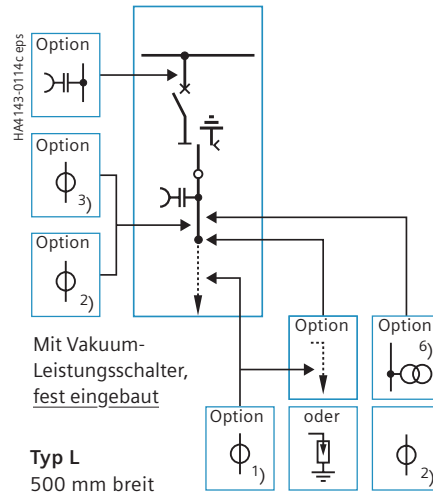 HA4143-0114c eps
Option
Option
3)
Option
2)
Mit Vakuum-
Leistungsschalter,
fest eingebaut
Option
Option
6)
Option
1)
oder
2)
Typ L
500 mm breit